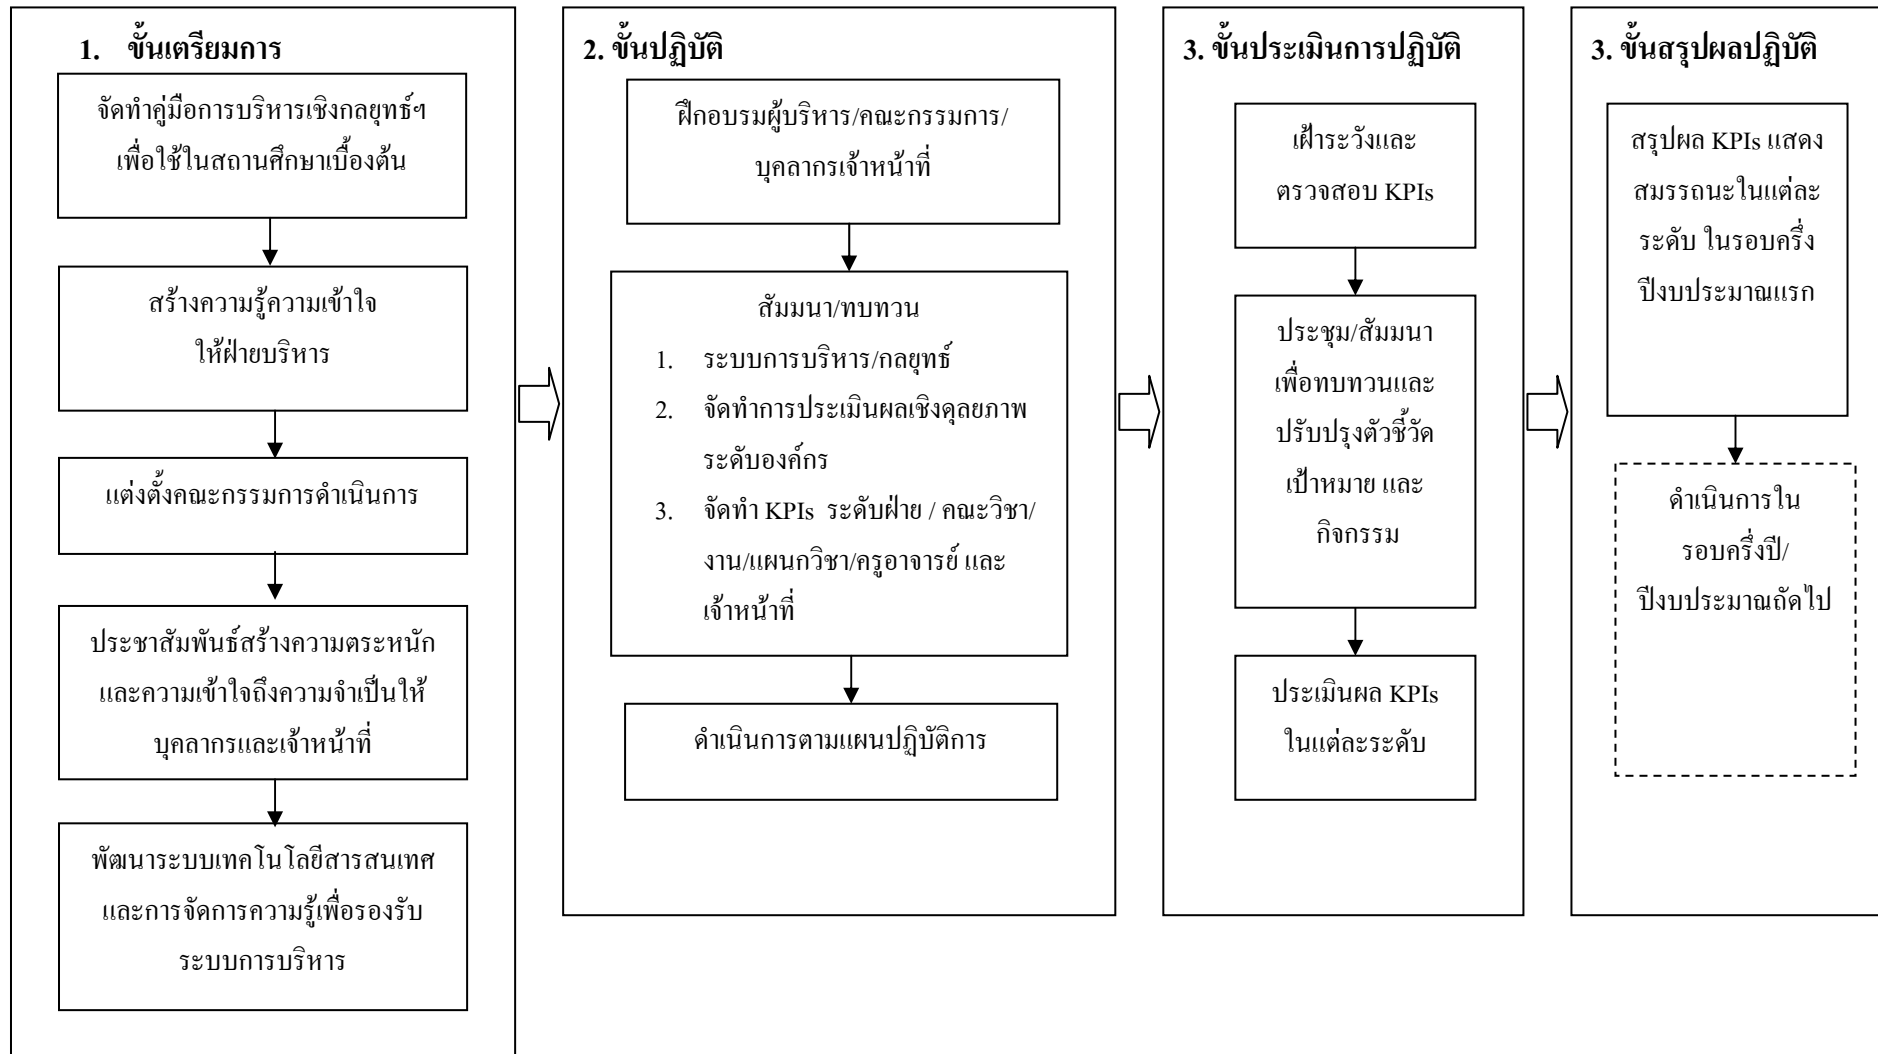 1. ขั้นเตรียมการ
จัดทำคู่มือการบริหารเชิงกลยุทธ์ฯ
เพื่อใช้ในสถานศึกษาเบื้องต้น
สร้างความรู้ความเข้าใจ
ให้ฝ่ายบริหาร
แต่งตั้งคณะกรรมการดำเนินการ
ประชาสัมพันธ์สร้างความตระหนัก
และความเข้าใจถึงความจำเป็นให้
บุคลากรและเจ้าหน้าที่
พัฒนาระบบเทคโนโลยีสารสนเทศ
และการจัดการความรู้เพื่อรองรับ
ระบบการบริหาร
2. ขั้นปฏิบัติ
ฝึกอบรมผู้บริหาร/คณะกรรมการ/
บุคลากรเจ้าหน้าที่
สัมมนา/ทบทวน
1. ระบบการบริหาร/กลยุทธ์
2. จัดทำการประเมินผลเชิงดุลยภาพ
ระดับองค์กร
3. จัดทำ KPIs ระดับฝ่าย / คณะวิชา/
งาน/แผนกวิชา/ครูอาจารย์ และ
เจ้าหน้าที่
ดำเนินการตามแผนปฏิบัติการ
3. ขั้นประเมินการปฏิบัติ
เฝ้าระวังและ
ตรวจสอบ KPIs
ประชุม/สัมมนา
เพื่อทบทวนและ
ปรับปรุงตัวชี้วัด
เป้าหมาย และ
กิจกรรม
ประเมินผล KPIs
ในแต่ละระดับ
3. ขั้นสรุปผลปฏิบัติ
สรุปผล KPIs แสดง
สมรรถนะในแต่ละ
ระดับ ในรอบครึ่ง
ปีงบประมาณแรก
ดำเนินการใน
รอบครึ่งปี/
ปีงบประมาณถัดไป